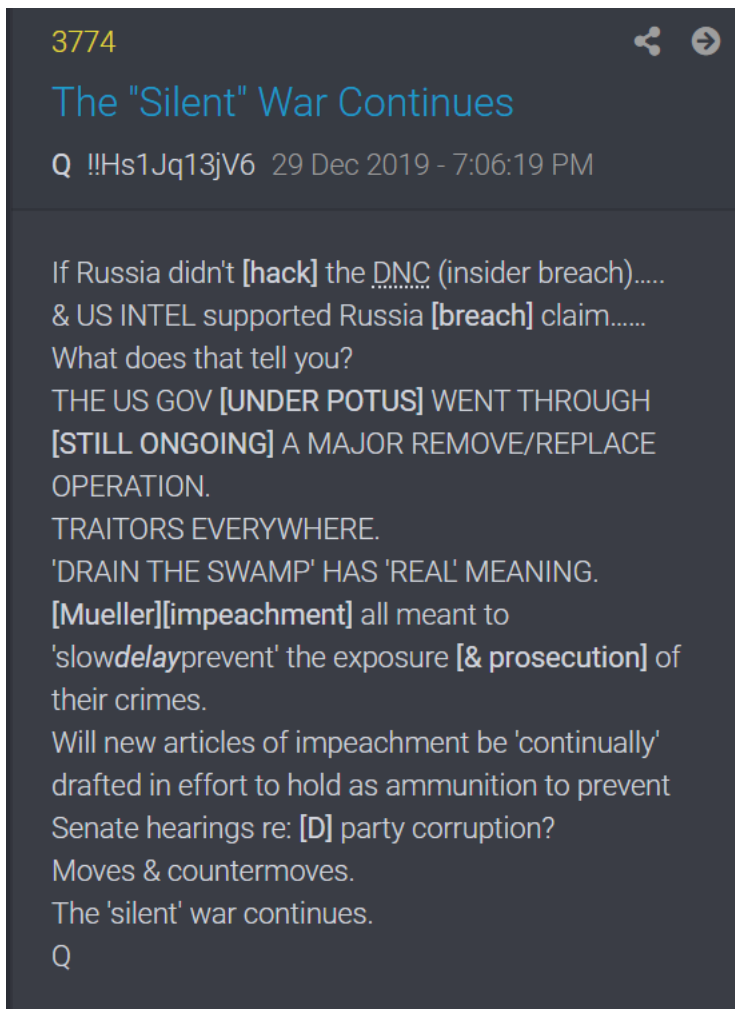 3774
The "Silent" War Continues
Q !!Hs1Jq13jV6 29 Dec 2019 - 7:06:19 PM
If Russia didn't [hack] the DNC (insider breach)…..
& US INTEL supported Russia [breach] claim……
What does that tell you?
THE US GOV [UNDER POTUS] WENT THROUGH
[STILL ONGOING] A MAJOR REMOVE/REPLACE
OPERATION.
TRAITORS EVERYWHERE.
'DRAIN THE SWAMP' HAS 'REAL' MEANING.
[Mueller][impeachment] all meant to
'slowdelayprevent' the exposure [& prosecution] of
their crimes.
Will new articles of impeachment be 'continually'
drafted in effort to hold as ammunition to prevent
Senate hearings re: [D] party corruption?
Moves & countermoves.
The 'silent' war continues.
Q